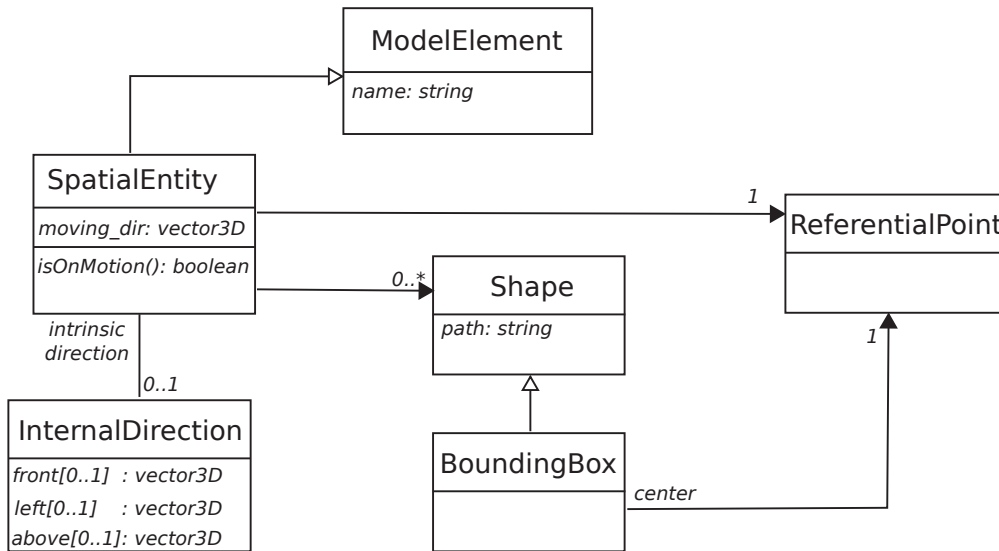 ModelElement
name: string
SpatialEntity
moving_dir: vector3D
isOnMotion(): boolean
1
ReferentialPoint
0..*
Shape
path: string
1
intrinsic
direction
0..1
InternalDirection
front[0..1] : vector3D
left[0..1] : vector3D
above[0..1]: vector3D
BoundingBox
center